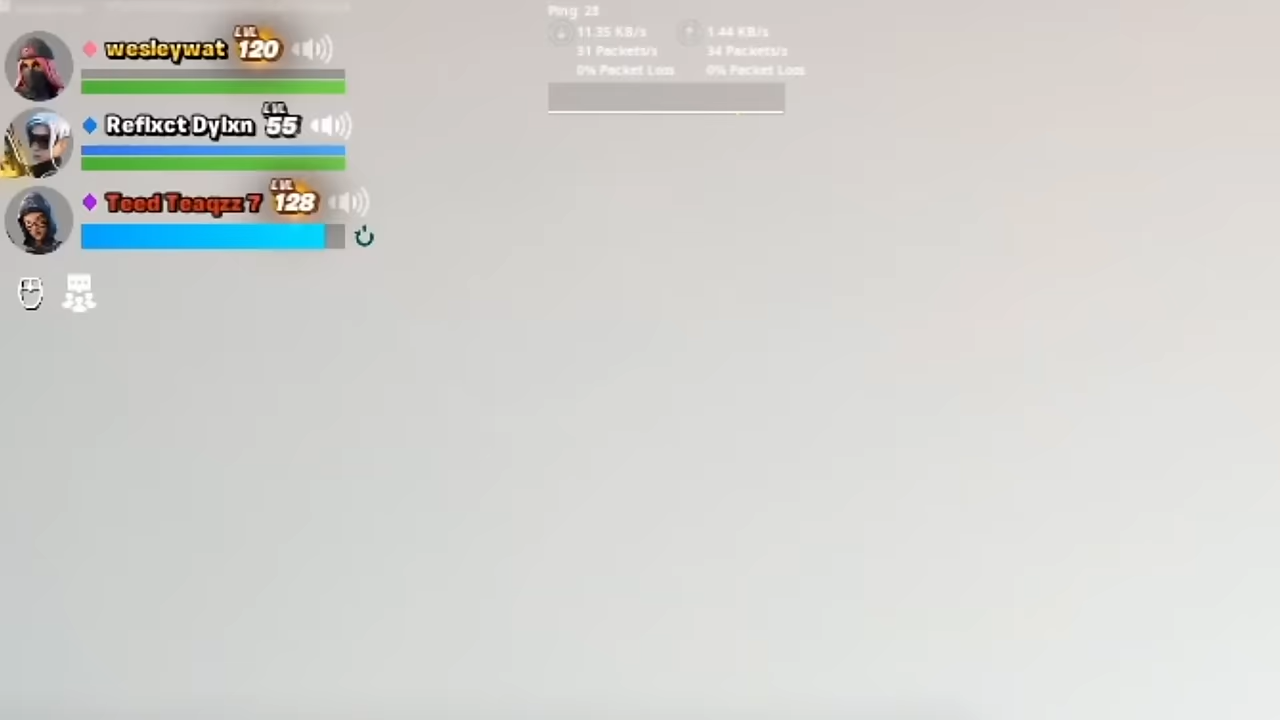 wesleywat LVL 120
Reflxct Dylxn LVL 55
Teed Teaqzz 7 LVL 128
Ping: 28
11.35 KB/s 1.44 KB/s
31 Packets/s 34 Packets/s
0% Packet Loss 0% Packet Loss